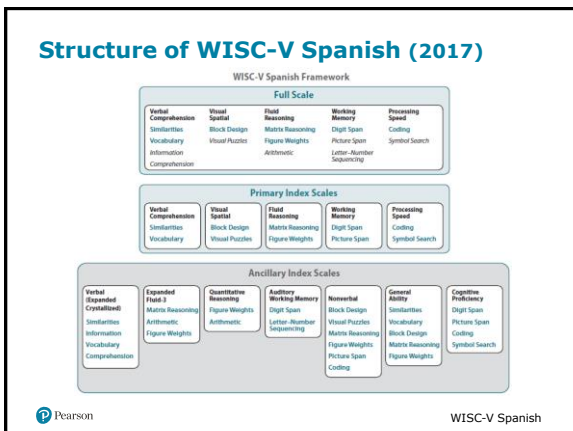 Structure of WISC-V Spanish (2017)
WISC-V Spanish Framework
Full Scale
Verbal
Comprehension
Similarities
Vocabulary
Information
Comprehension
Visual
Spatial
Block Design
Visual Puzzles
Fluid
Reasoning
Matrix Reasoning
Figure Weights
Arithmetic
Working
Memory
Digit Span
Picture Span
Letter–Number
Sequencing
Processing
Speed
Coding
Symbol Search
Primary Index Scales
Verbal
Comprehension
Similarities
Vocabulary
Visual
Spatial
Block Design
Visual Puzzles
Fluid
Reasoning
Matrix Reasoning
Figure Weights
Working
Memory
Digit Span
Picture Span
Processing
Speed
Coding
Symbol Search
Ancillary Index Scales
Verbal
(Expanded
Crystallized)
Similarities
Information
Vocabulary
Comprehension
Expanded
Fluid-3
Matrix Reasoning
Arithmetic
Figure Weights
Quantitative
Reasoning
Figure Weights
Arithmetic
Auditory
Working Memory
Digit Span
Letter–Number
Sequencing
Nonverbal
Block Design
Visual Puzzles
Matrix Reasoning
Figure Weights
Picture Span
Coding
General
Ability
Similarities
Vocabulary
Block Design
Matrix Reasoning
Figure Weights
Cognitive
Proficiency
Digit Span
Picture Span
Coding
Symbol Search
Pearson
WISC-V Spanish